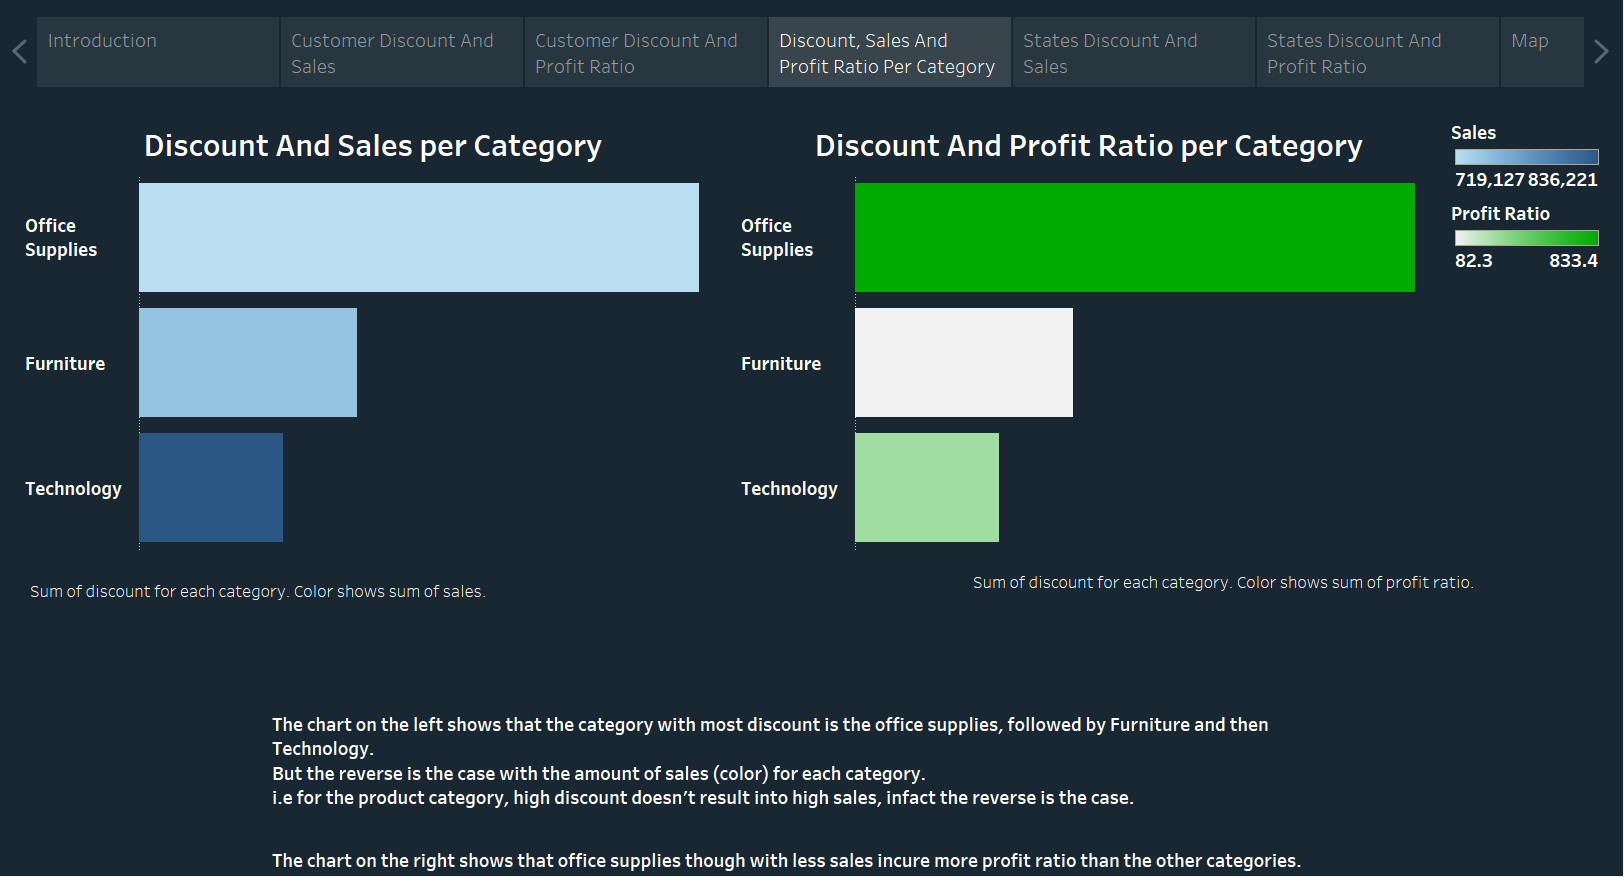 Introduction
Customer Discount And
Sales
Customer Discount And
Profit Ratio
Discount, Sales And
Profit Ratio Per Category
States Discount And
Sales
States Discount And
Profit Ratio
Map
Discount And Sales per Category
Office
Supplies
Furniture
Technology
Sum of discount for each category. Color shows sum of sales.
Discount And Profit Ratio per Category
Office
Supplies
Furniture
Technology
Sum of discount for each category. Color shows sum of profit ratio.
Sales
719,127 836,221
Profit Ratio
82.3 833.4
The chart on the left shows that the category with most discount is the office supplies, followed by Furniture and then
Technology.
But the reverse is the case with the amount of sales (color) for each category.
i.e for the product category, high discount doesn't result into high sales, infact the reverse is the case.
The chart on the right shows that office supplies though with less sales incure more profit ratio than the other categories.